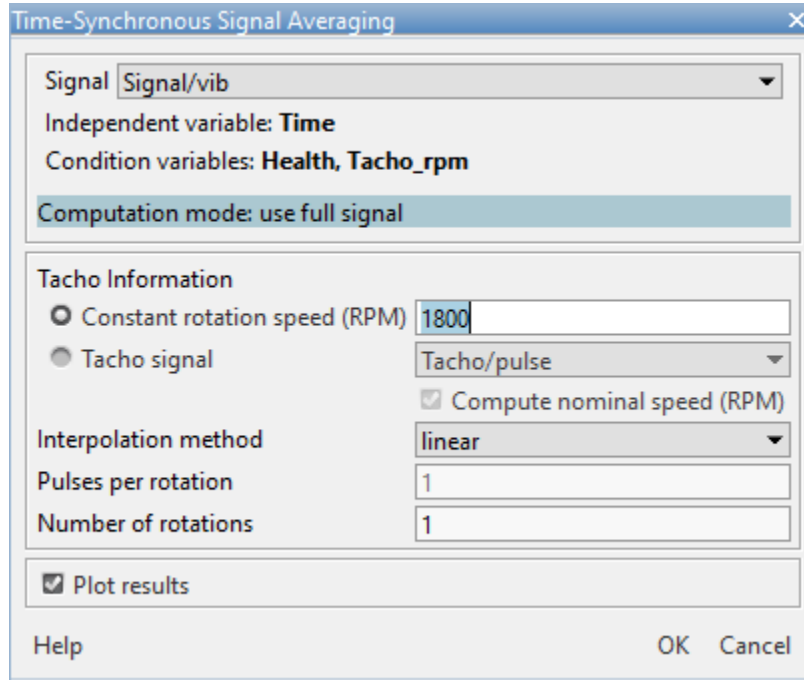 Time-Synchronous Signal Averaging
Signal Signal/vib
Independent variable: Time
Condition variables: Health, Tacho_rpm
Computation mode: use full signal
Tacho Information
Constant rotation speed (RPM) 1800
Tacho signal Tacho/pulse
Compute nominal speed (RPM)
Interpolation method linear
Pulses per rotation 1
Number of rotations 1
Plot results
Help OK Cancel